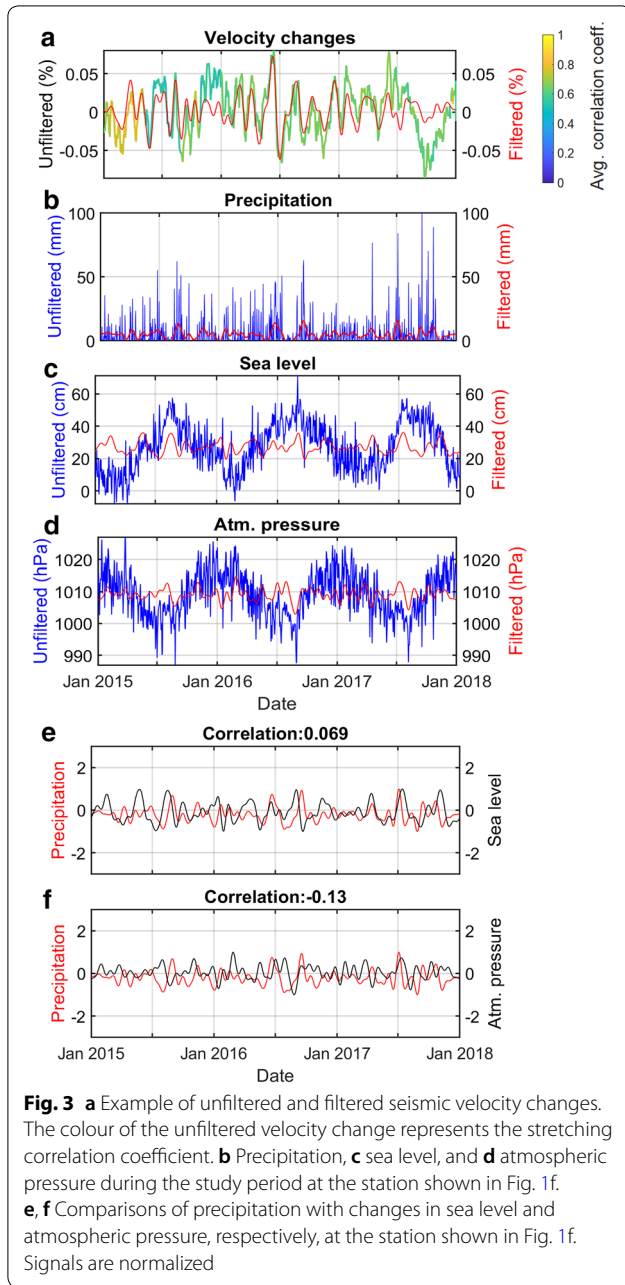 a
Velocity changes
Unfiltered (%)
0.05
0
-0.05
0.05
0
-0.05
Filtered (%)
1
0.8
0.6
0.4
0.2
0
Avg. correlation coeff.
b
Precipitation
Unfiltered (mm)
100
50
0
100
50
0
Filtered (mm)
c
Sea level
Unfiltered (cm)
60
40
20
0
60
40
20
0
Filtered (cm)
d
Atm. pressure
Unfiltered (hPa)
1020
1010
1000
990
1020
1010
1000
990
Filtered (hPa)
Jan 2015 Jan 2016 Jan 2017 Jan 2018
Date
e
Correlation:0.069
Precipitation
2
0
-2
2
0
-2
Sea level
f
Correlation:-0.13
Precipitation
2
0
-2
2
0
-2
Atm. pressure
Jan 2015 Jan 2016 Jan 2017 Jan 2018
Date
Fig. 3 a Example of unfiltered and filtered seismic velocity changes.
The colour of the unfiltered velocity change represents the stretching
correlation coefficient. b Precipitation, c sea level, and d atmospheric
pressure during the study period at the station shown in Fig. 1f.
e, f Comparisons of precipitation with changes in sea level and
atmospheric pressure, respectively, at the station shown in Fig. 1f.
Signals are normalized